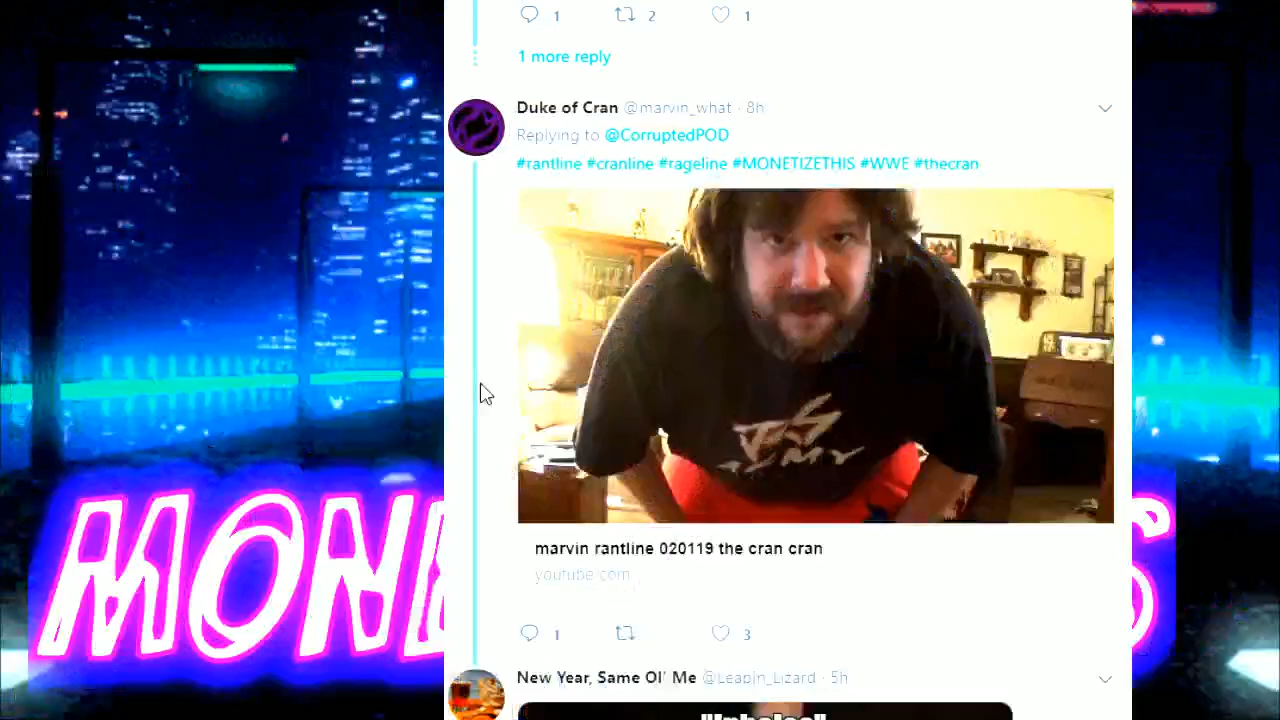 1 2 1
1 more reply
Duke of Cran @marvin_what · 8h
Replying to @CorruptedPOD
#rantline #cranline #rageline #MONETIZETHIS #WWE #thecran
marvin rantline 020119 the cran cran
youtube.com
1 3
New Year, Same Ol' Me @Leapin_Lizard · 5h
MONE S